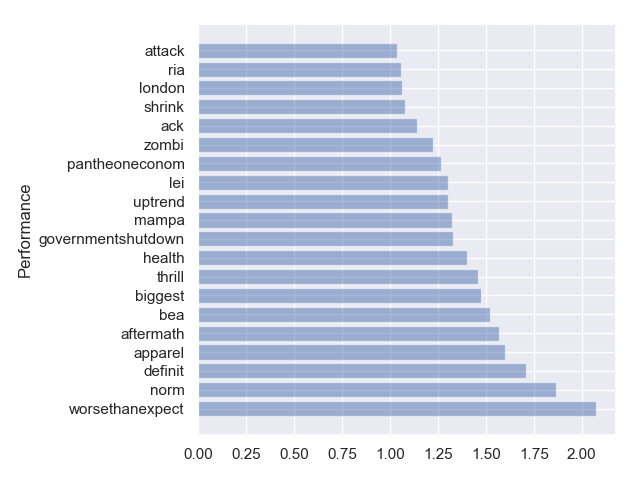 attack
ria
london
shrink
ack
zombi
pantheoneconom
lei
uptrend
mampa
governmentshutdown
health
thrill
biggest
bea
aftermath
apparel
definit
norm
worsethanexpect
Performance
0.00 0.25 0.50 0.75 1.00 1.25 1.50 1.75 2.00